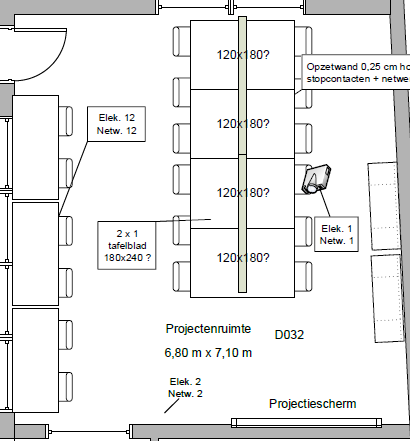 120x180?
Opzetwand 0,25 cm ho
stopcontacten + netwe
120x180?
Elek. 12
Netw. 12
120x180?
2 x 1
tafelblad
180x240 ?
Elek. 1
Netw. 1
120x180?
Projectenruimte
D032
6,80 m x 7,10 m
Elek. 2
Netw. 2
Projectiescherm